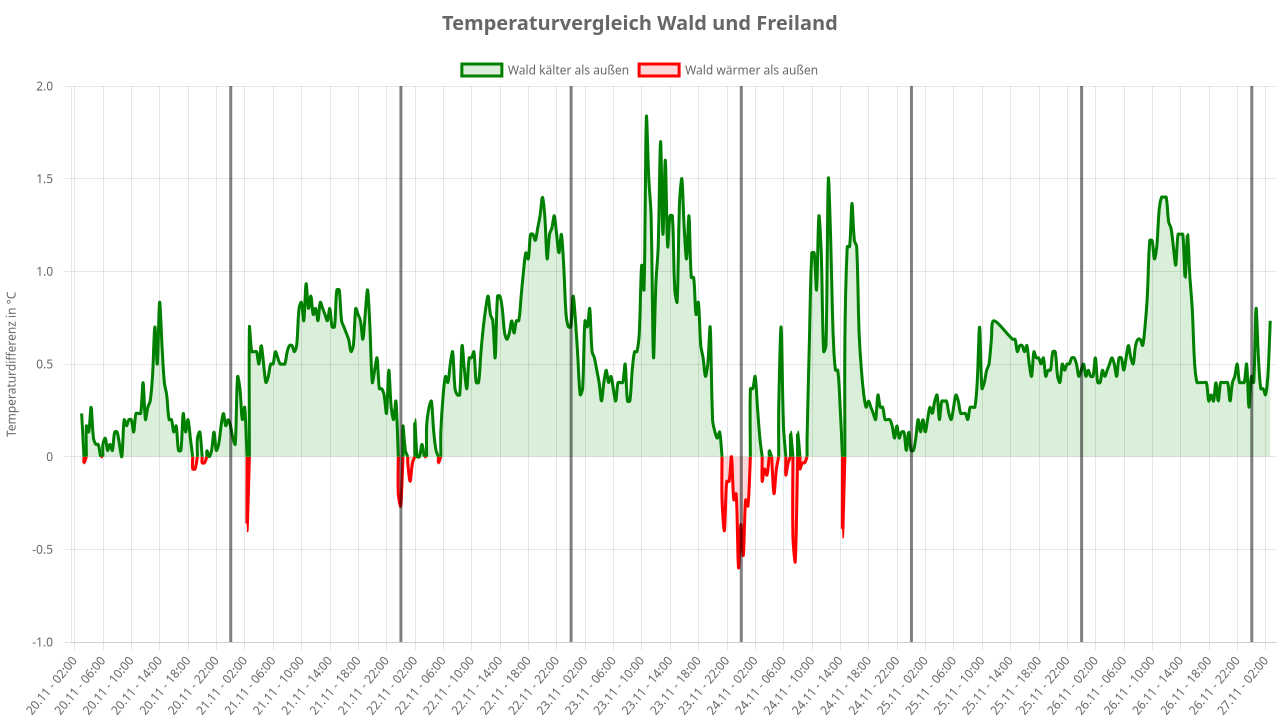 Temperaturvergleich Wald und Freiland
Wald kälter als außen
Wald wärmer als außen
Temperaturdifferenz in °C
2.0
1.5
1.0
0.5
0
-0.5
-1.0
20.11 - 02:00
20.11 - 06:00
20.11 - 10:00
20.11 - 14:00
20.11 - 18:00
20.11 - 22:00
21.11 - 02:00
21.11 - 06:00
21.11 - 10:00
21.11 - 14:00
21.11 - 18:00
21.11 - 22:00
22.11 - 02:00
22.11 - 06:00
22.11 - 10:00
22.11 - 14:00
22.11 - 18:00
22.11 - 22:00
23.11 - 02:00
23.11 - 06:00
23.11 - 10:00
23.11 - 14:00
23.11 - 18:00
23.11 - 22:00
24.11 - 02:00
24.11 - 06:00
24.11 - 10:00
24.11 - 14:00
24.11 - 18:00
24.11 - 22:00
25.11 - 02:00
25.11 - 06:00
25.11 - 10:00
25.11 - 14:00
25.11 - 18:00
25.11 - 22:00
26.11 - 02:00
26.11 - 06:00
26.11 - 10:00
26.11 - 14:00
26.11 - 18:00
26.11 - 22:00
27.11 - 02:00